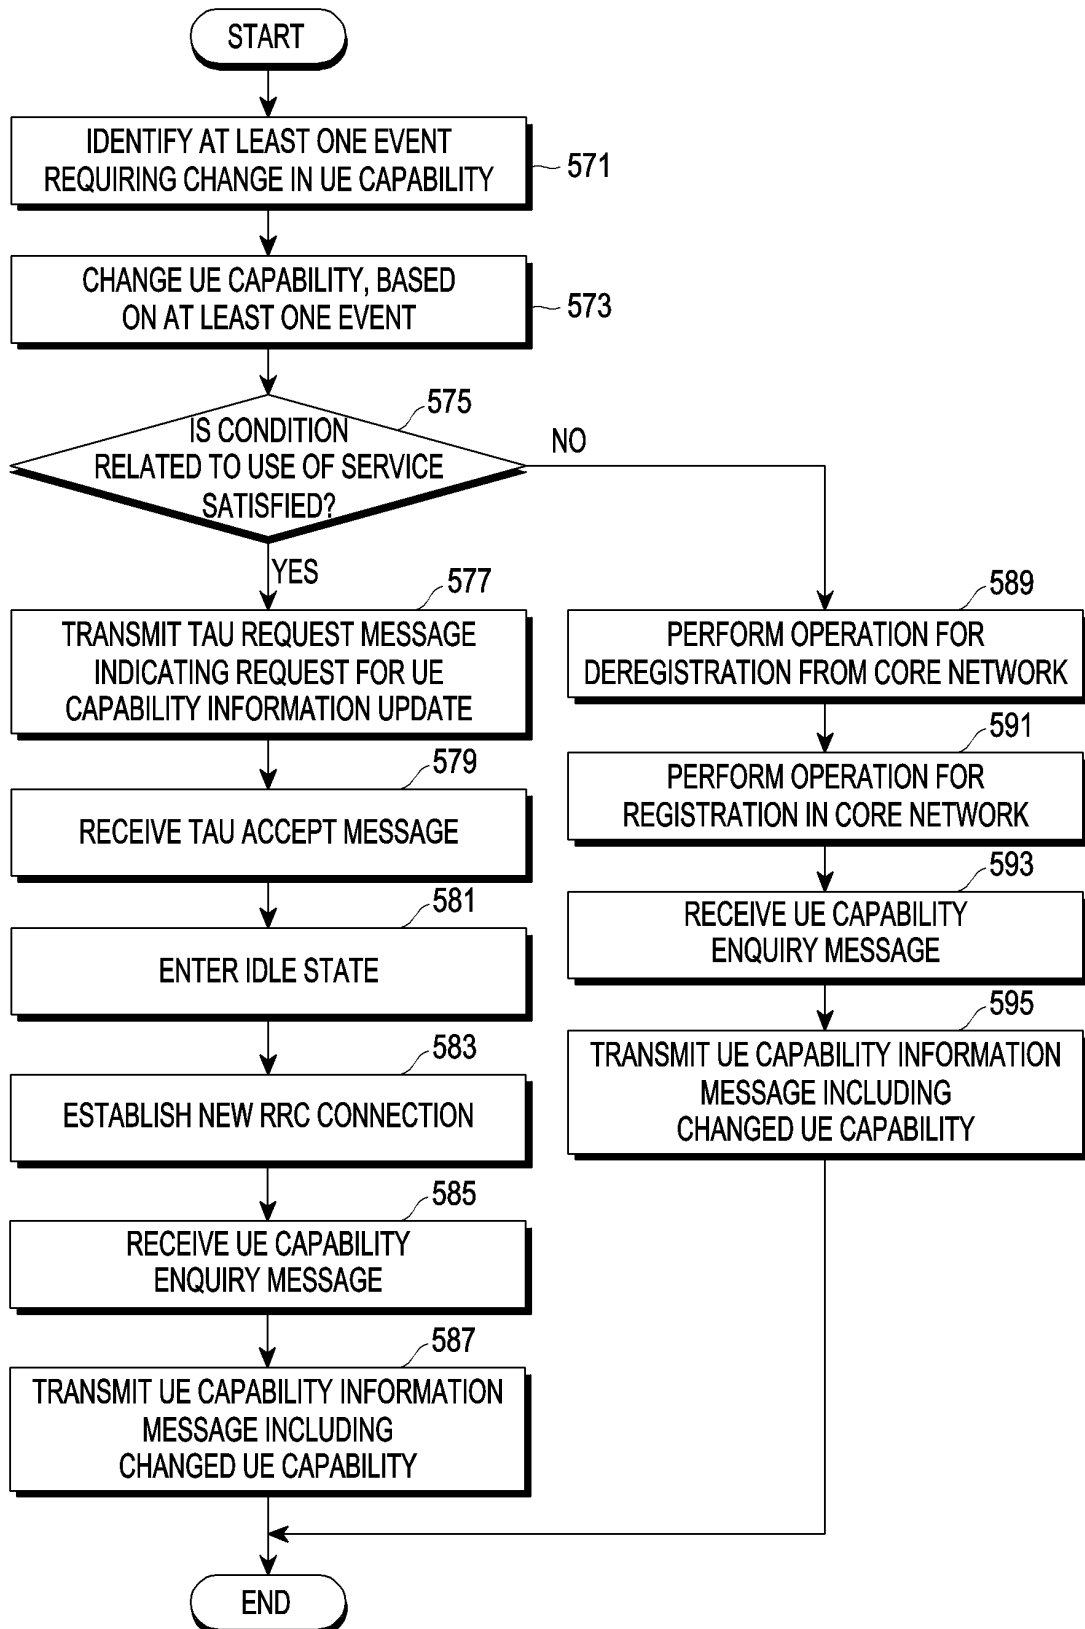 START
IDENTIFY AT LEAST ONE EVENT
REQUIRING CHANGE IN UE CAPABILITY
571
CHANGE UE CAPABILITY, BASED
ON AT LEAST ONE EVENT
573
575
IS CONDITION
RELATED TO USE OF SERVICE
SATISFIED?
NO
YES
577
TRANSMIT TAU REQUEST MESSAGE
INDICATING REQUEST FOR UE
CAPABILITY INFORMATION UPDATE
579
RECEIVE TAU ACCEPT MESSAGE
581
ENTER IDLE STATE
583
ESTABLISH NEW RRC CONNECTION
585
RECEIVE UE CAPABILITY
ENQUIRY MESSAGE
587
TRANSMIT UE CAPABILITY INFORMATION
MESSAGE INCLUDING
CHANGED UE CAPABILITY
589
PERFORM OPERATION FOR
DEREGISTRATION FROM CORE NETWORK
591
PERFORM OPERATION FOR
REGISTRATION IN CORE NETWORK
593
RECEIVE UE CAPABILITY
ENQUIRY MESSAGE
595
TRANSMIT UE CAPABILITY INFORMATION
MESSAGE INCLUDING
CHANGED UE CAPABILITY
END